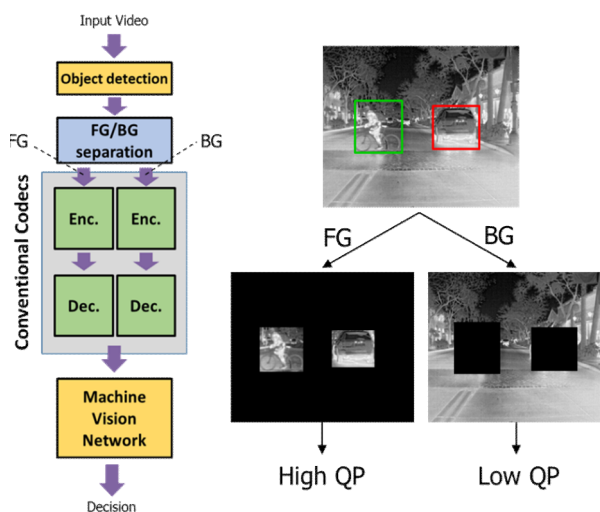 Input Video
Object detection
FG/BG
separation
FG
BG
Conventional Codecs
Enc.
Enc.
Dec.
Dec.
Machine
Vision
Network
Decision
FG
BG
High QP
Low QP